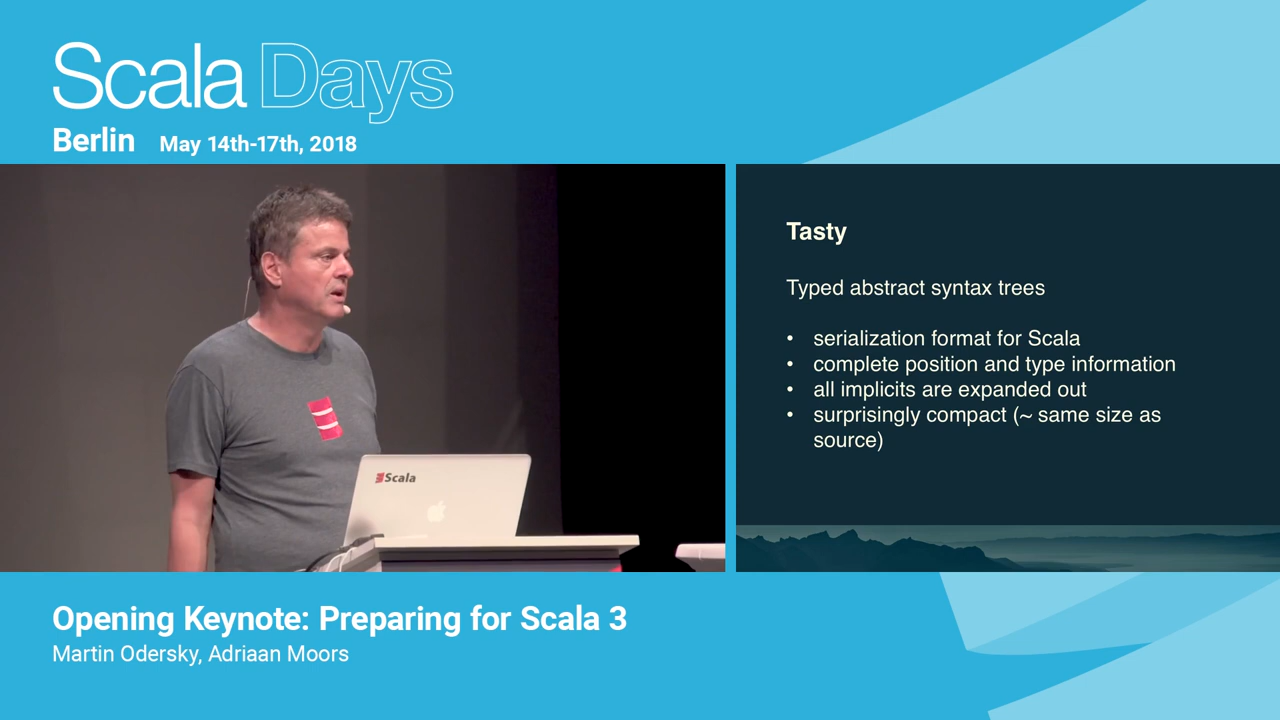 Scala Days
Berlin May 14th-17th, 2018
Tasty
Typed abstract syntax trees
• serialization format for Scala
• complete position and type information
• all implicits are expanded out
• surprisingly compact (~ same size as
source)
Scala
Opening Keynote: Preparing for Scala 3
Martin Odersky, Adriaan Moors